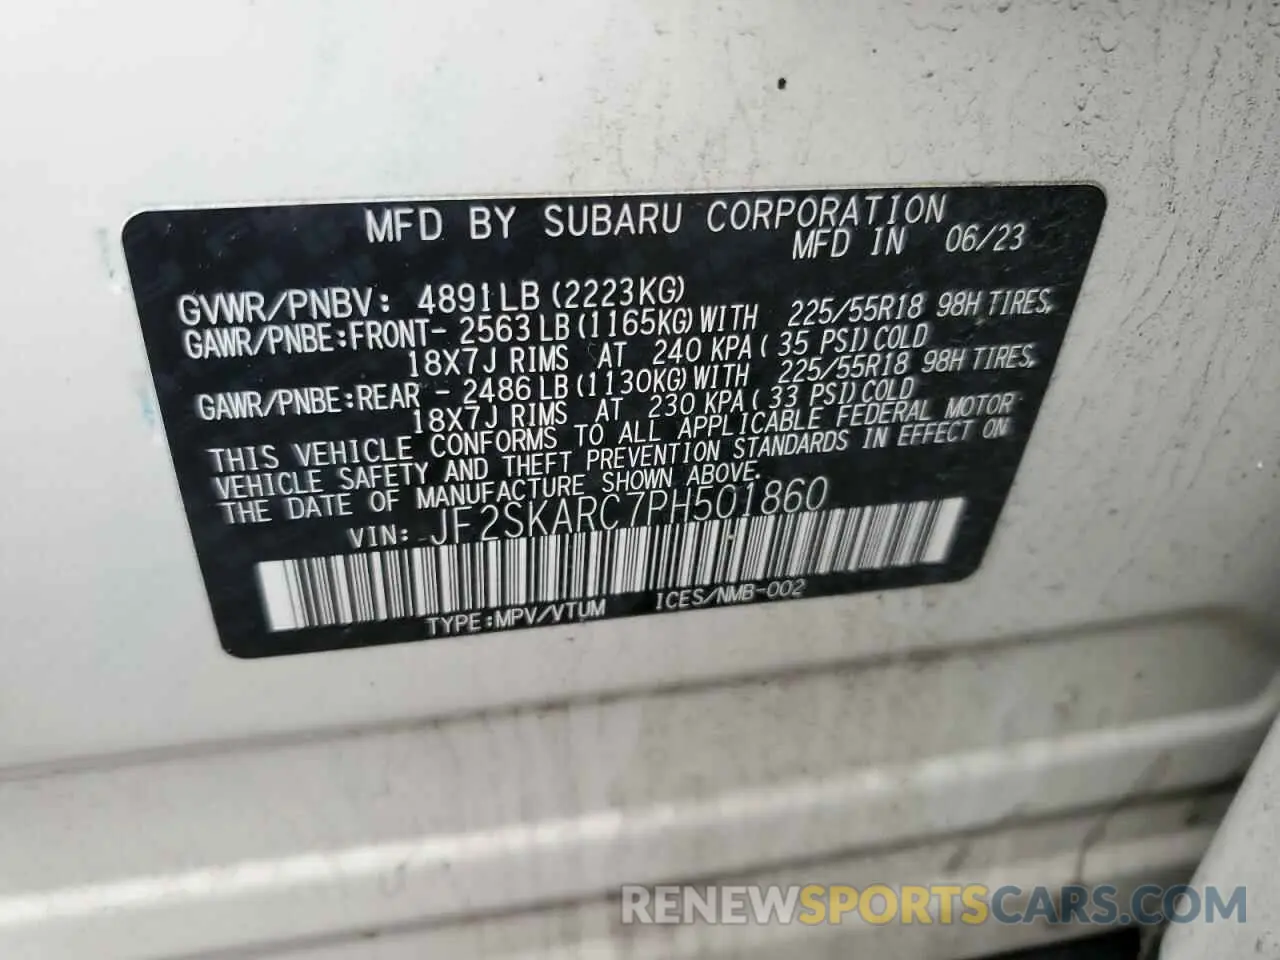 MFD BY SUBARU CORPORATION
MFD IN 06/23
GVWR/PNBV: 4891LB (2223KG)
GAWR/PNBE:FRONT- 2563LB(1165KG)WITH 225/55R18 98H TIRES,
18X7J RIMS AT 240 KPA( 35 PSI)COLD
GAWR/PNBE:REAR - 2486LB(1130KG)WITH 225/55R18 98H TIRES,
18X7J RIMS AT 230 KPA( 33 PSI)COLD
THIS VEHICLE CONFORMS TO ALL APPLICABLE FEDERAL MOTOR
VEHICLE SAFETY AND THEFT PREVENTION STANDARDS IN EFFECT ON
THE DATE OF MANUFACTURE SHOWN ABOVE.
VIN: JF2SKARC7PH501860
TYPE:MPV/VTUM ICES/NMB-002
RENEWSPORTSCARS.COM